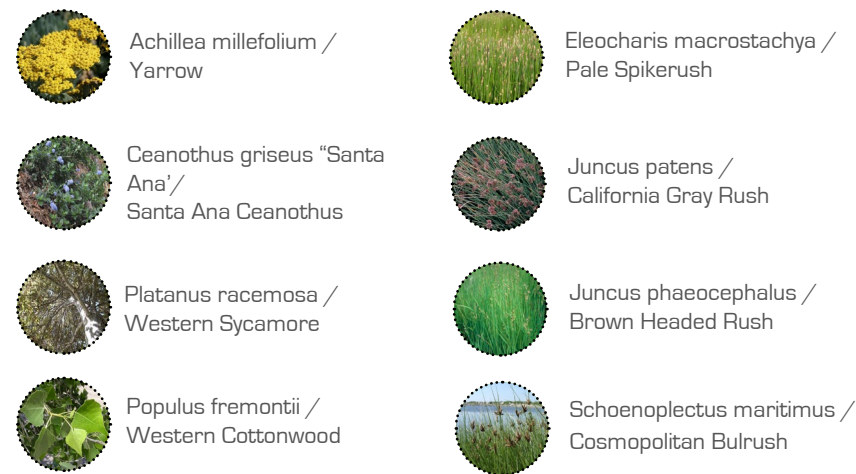 Achillea millefolium /
Yarrow
Ceanothus griseus “Santa
Ana’/
Santa Ana Ceanothus
Platanus racemosa /
Western Sycamore
Populus fremontii /
Western Cottonwood
Eleocharis macrostachya /
Pale Spikerush
Juncus patens /
California Gray Rush
Juncus phaeocephalus /
Brown Headed Rush
Schoenoplectus maritimus /
Cosmopolitan Bulrush